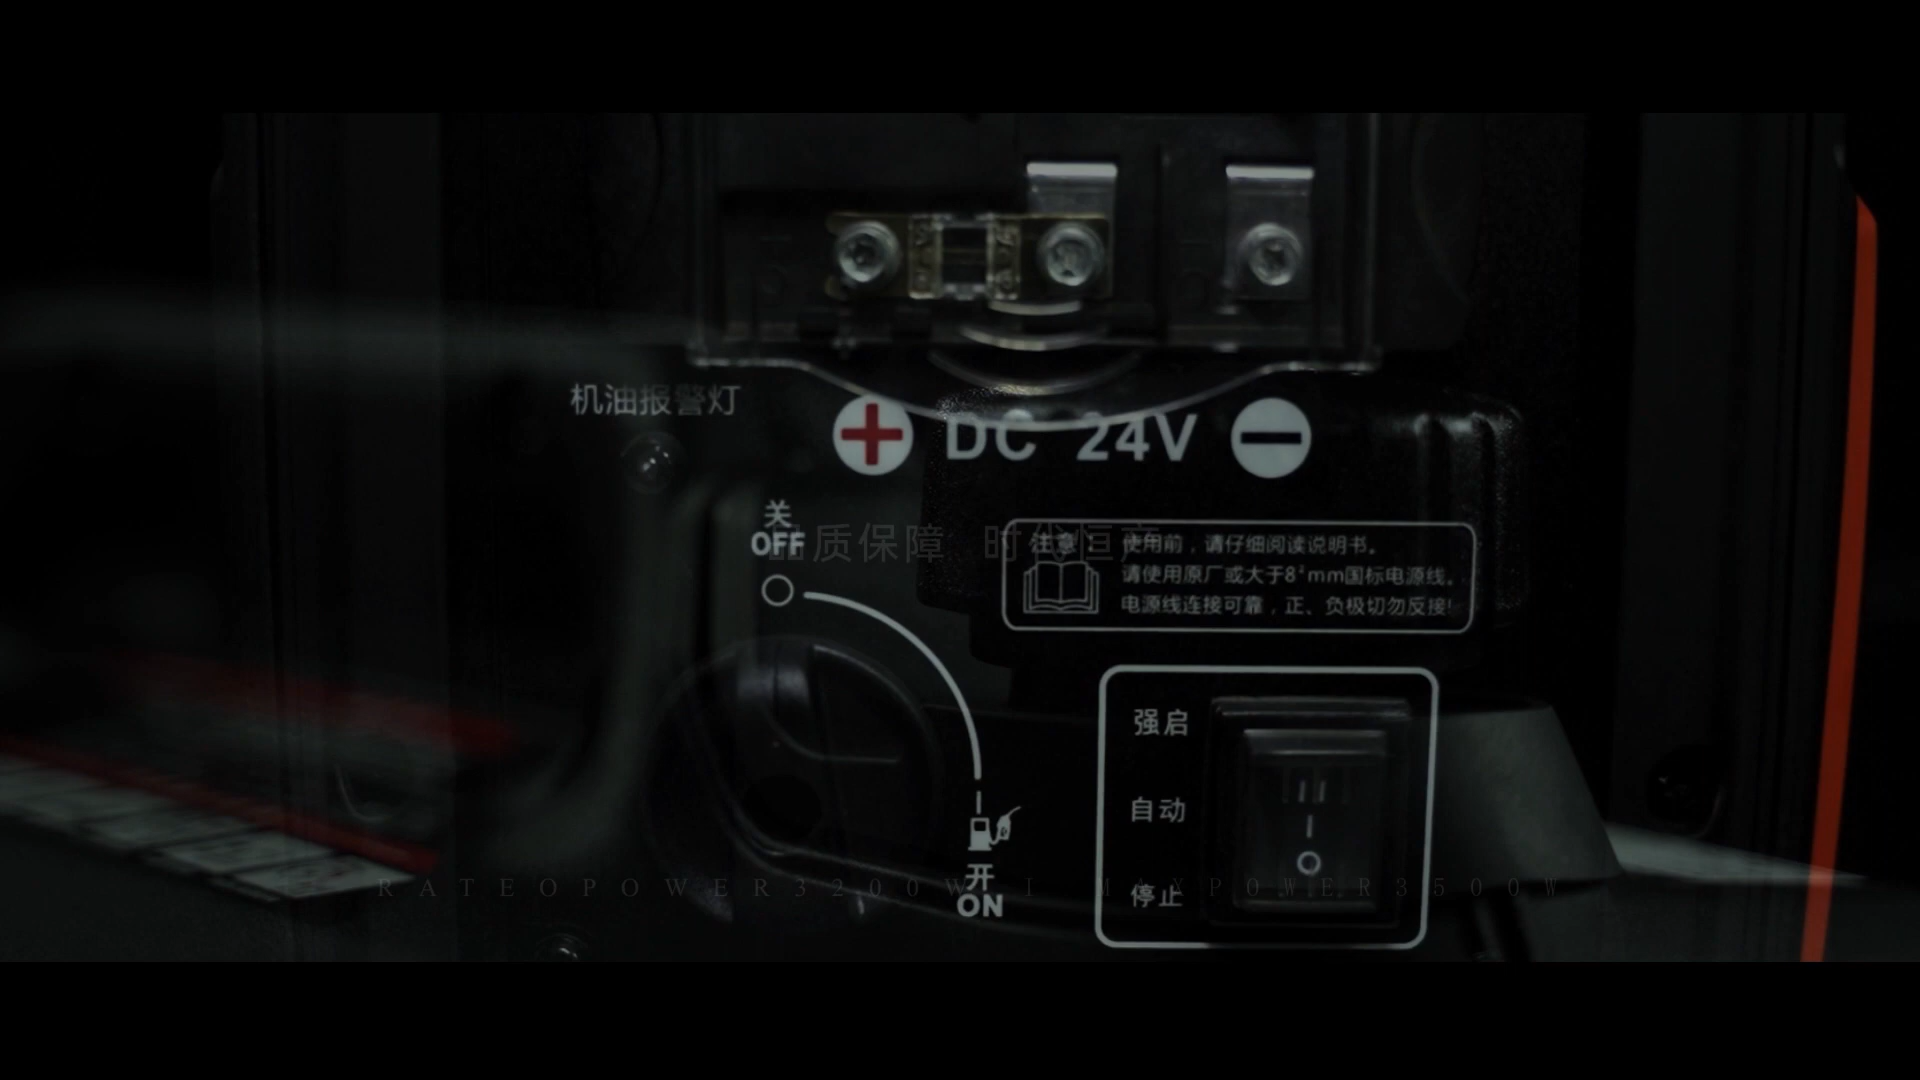 机油报警灯
DC 24V
关
OFF
品质保障 时代恒产
注意： 使用前，请仔细阅读说明书。
请使用原厂或大于8²mm国标电源线。
电源线连接可靠，正、负极切勿反接!
强启
自动
开
ON
停止
RATEOPOWER3200W I MAXPOWER3500W